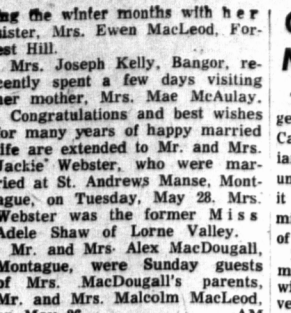 ing the winter months with her
sister, Mrs. Ewen MacLeod, For-
est Hill.
Mrs. Joseph Kelly, Bangor, re-
cently spent a few days visiting
her mother, Mrs. Mae McAulay.
Congratulations and best wishes
for many years of happy married
life are extended to Mr. and Mrs.
Jackie Webster, who were mar-
ried at St. Andrews Manse, Mont-
ague, on Tuesday, May 28. Mrs.
Webster was the former Miss
Adele Shaw of Lorne Valley.
Mr. and Mrs. Alex MacDougall,
Montague, were Sunday guests
of Mrs. MacDougall's parents,
Mr. and Mrs. Malcolm MacLeod,